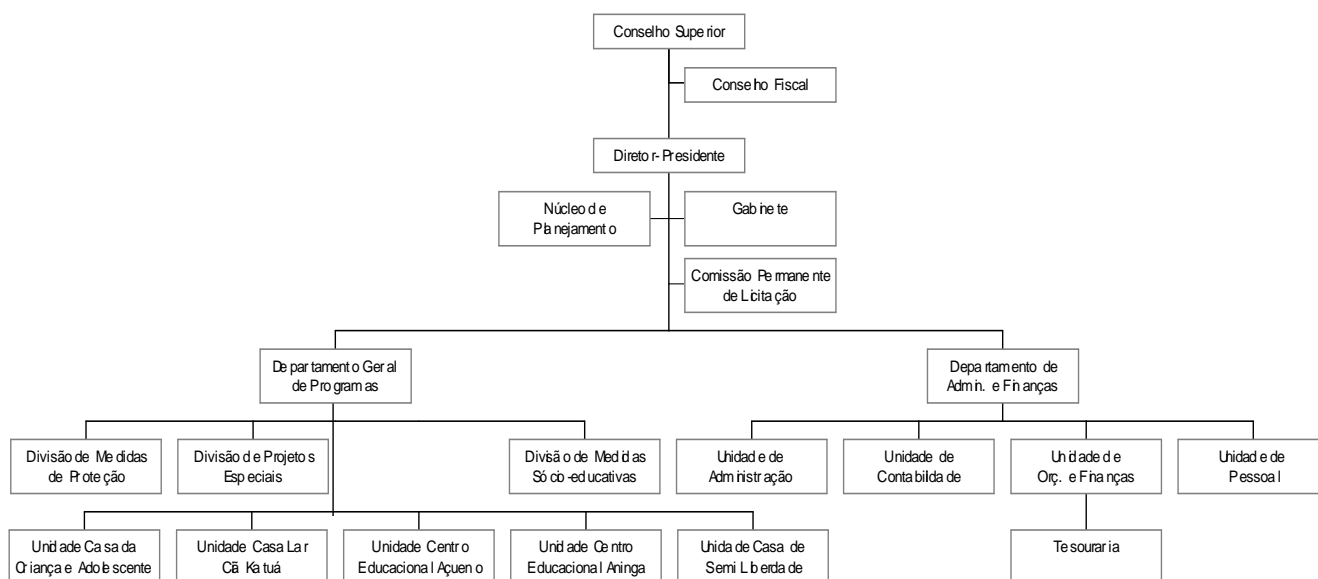 Conselho Superior
Conselho Fiscal
Diretor-Presidente
Núcleo de
Planejamento
Gabinete
Comissão Permanente
de Licitação
Departamento Geral
de Programas
Departamento de
Admin. e Finanças
Divisão de Medidas
de Proteção
Divisão de Projetos
Especiais
Divisão de Medidas
Sócio-educativas
Unidade de
Administração
Unidade de
Contabilidade
Unidade de
Orç. e Finanças
Unidade de
Pessoal
Unidade Casa da
Criança e Adolescente
Unidade Casa Lar
Ciã Katuá
Unidade Centro
Educacional Açucena
Unidade Centro
Educacional Aninga
Unidade Casa de
Semi Liberdade
Tesouraria